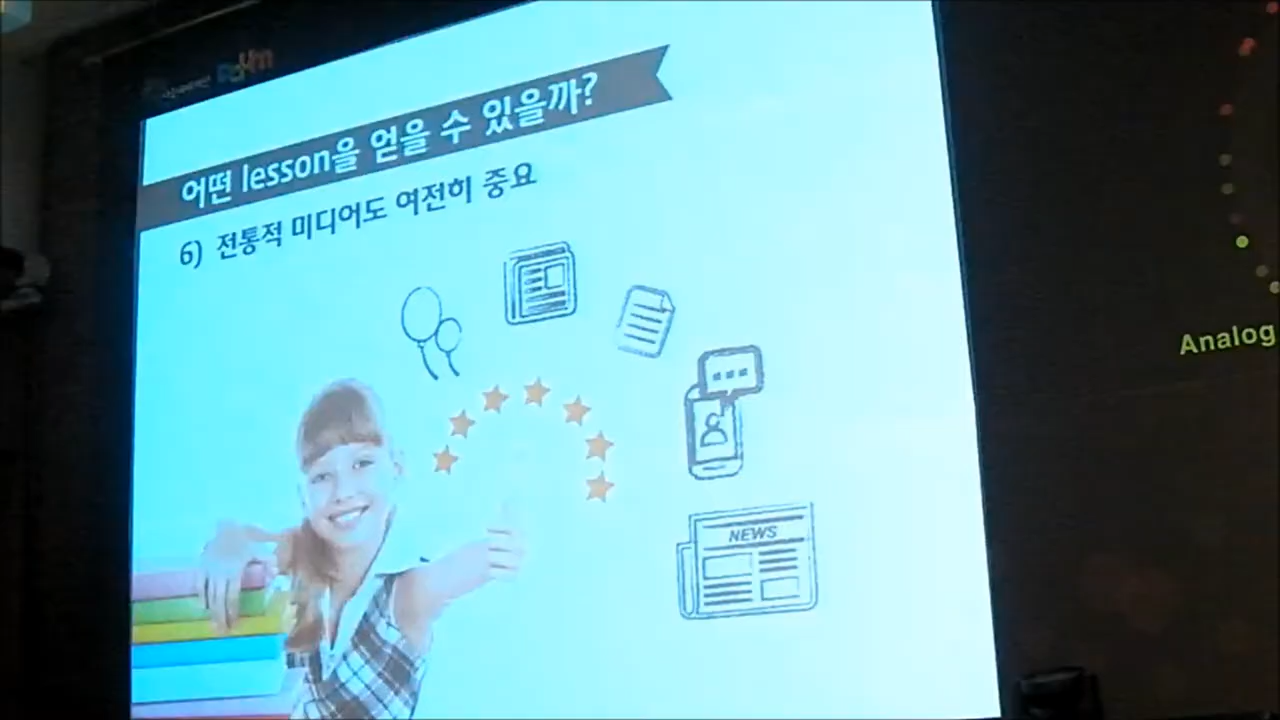 어떤 lesson을 얻을 수 있을까?
6) 전통적 미디어도 여전히 중요
NEWS
Analog